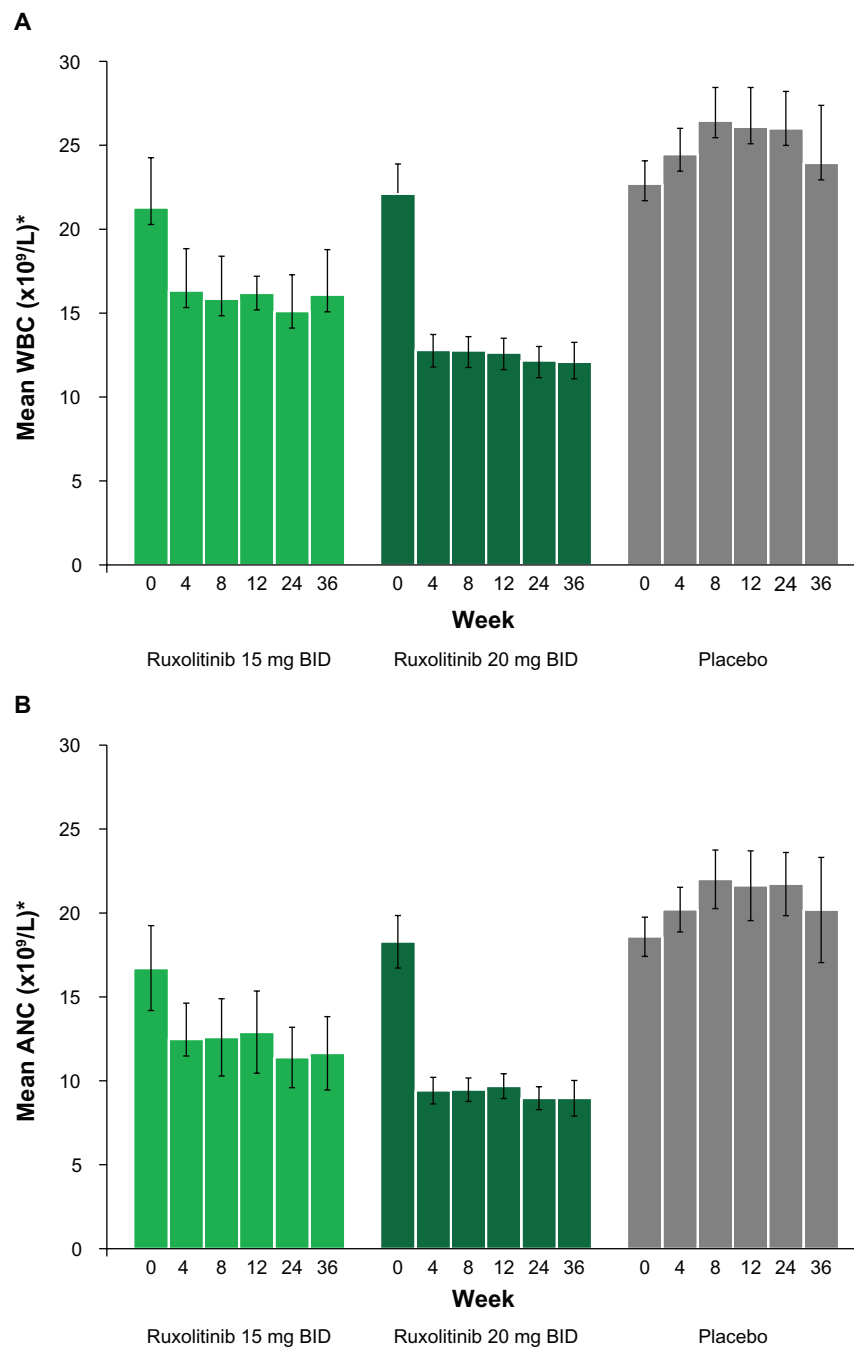 A
30
25
20
15
10
5
0
Mean WBC (x10⁹/L)*
0 4 8 12 24 36 0 4 8 12 24 36 0 4 8 12 24 36
Week
Ruxolitinib 15 mg BID Ruxolitinib 20 mg BID Placebo
B
30
25
20
15
10
5
0
Mean ANC (x10⁹/L)*
0 4 8 12 24 36 0 4 8 12 24 36 0 4 8 12 24 36
Week
Ruxolitinib 15 mg BID Ruxolitinib 20 mg BID Placebo